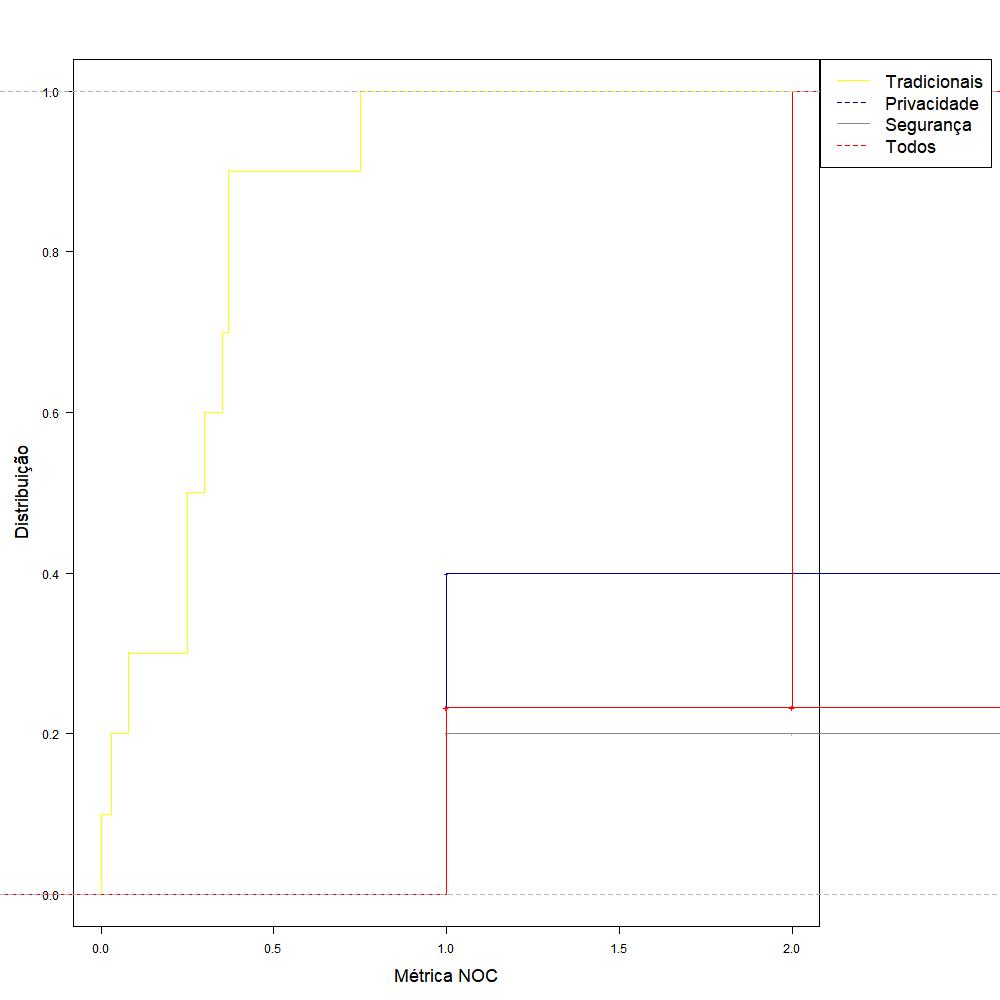 Tradicionais
Privacidade
Segurança
Todos
1.0
0.8
0.6
0.4
0.2
0.0
Distribuição
0.0 0.5 1.0 1.5 2.0
Métrica NOC